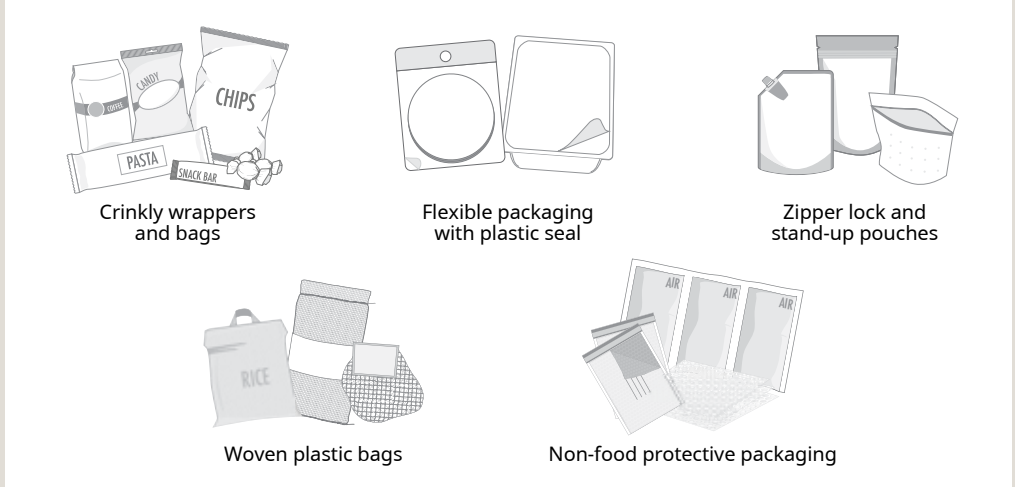 COFFEE
CANDY
CHIPS
PASTA
SNACK BAR
Crinkly wrappers
and bags
Flexible packaging
with plastic seal
Zipper lock and
stand-up pouches
RICE
AIR
AIR
AIR
Woven plastic bags
Non-food protective packaging